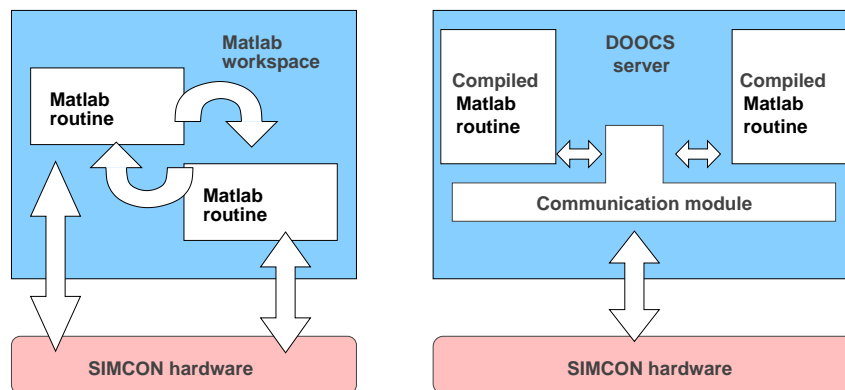 Matlab
workspace
Matlab
routine
Matlab
routine
SIMCON hardware
DOOCS
server
Compiled
Matlab
routine
Compiled
Matlab
routine
Communication module
SIMCON hardware